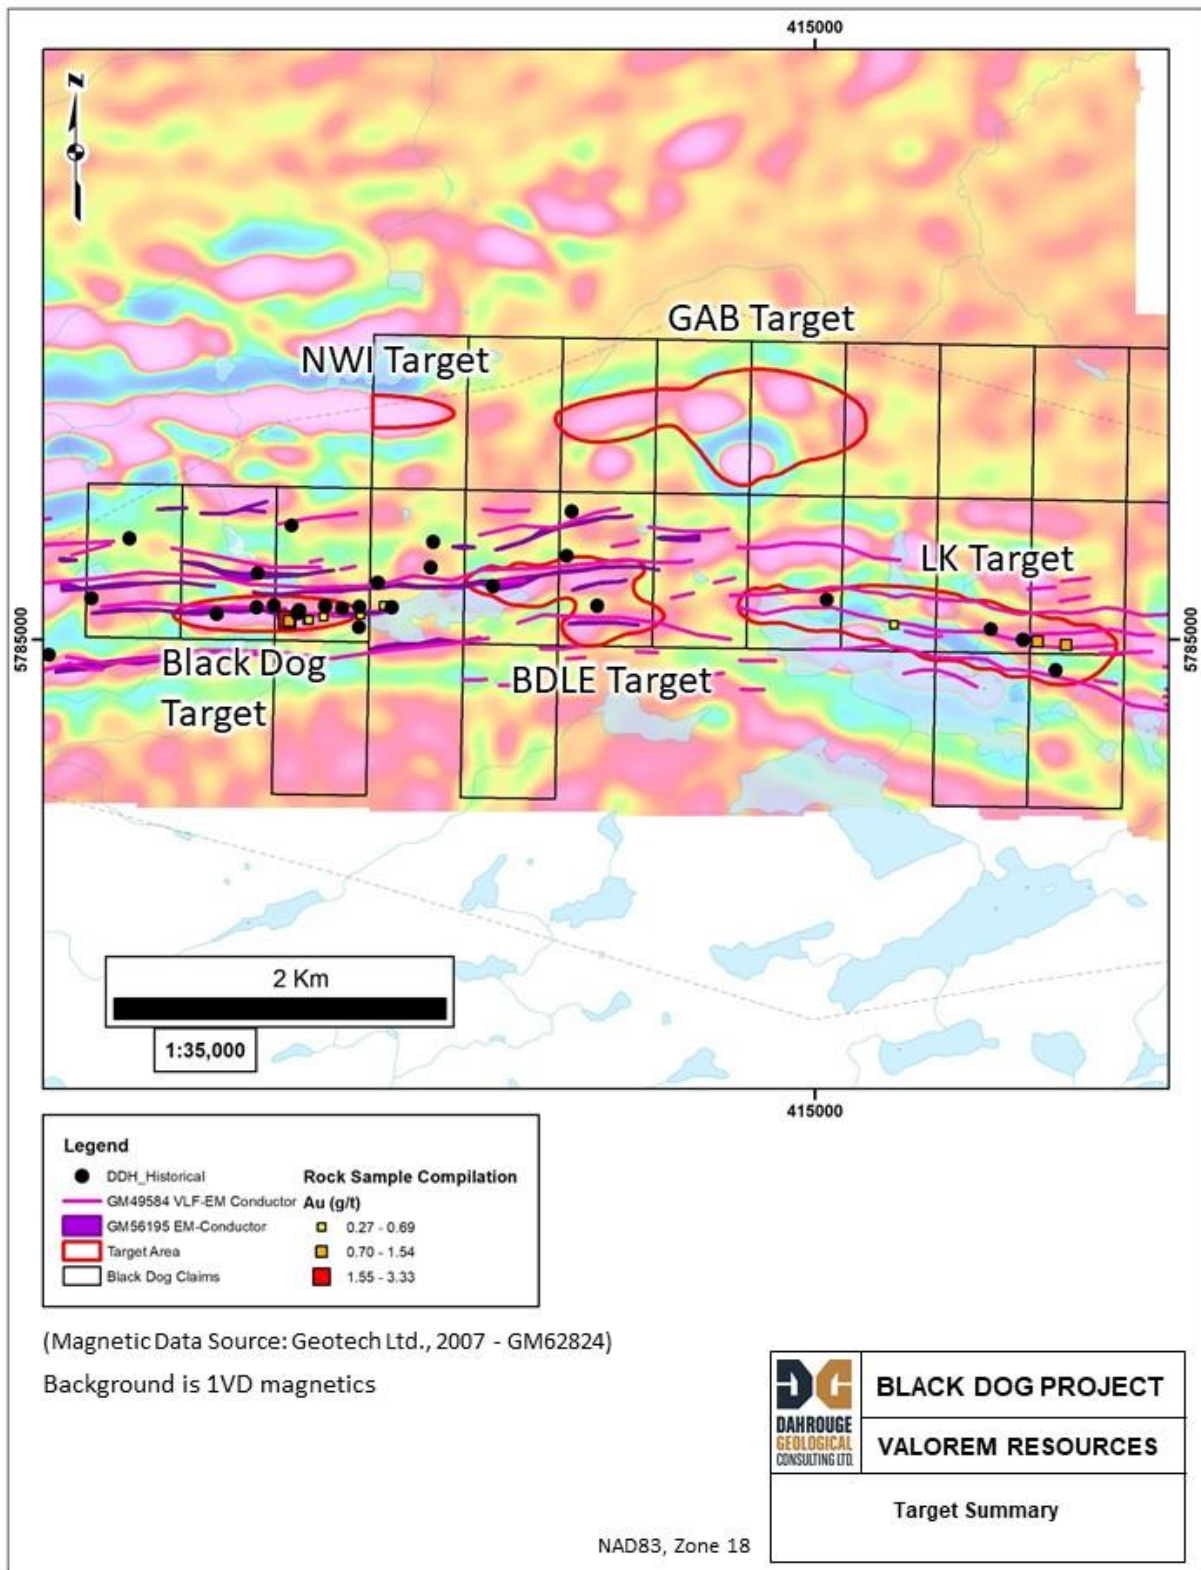 415000
N
GAB Target
NWI Target
LK Target
5785000
5785000
Black Dog
Target
BDLE Target
2 Km
1:35,000
415000
Legend
DDH_Historical
GM49584 VLF-EM Conductor
GM56195 EM-Conductor
Target Area
Black Dog Claims
Rock Sample Compilation
Au (g/t)
0.27 - 0.69
0.70 - 1.54
1.55 - 3.33
(Magnetic Data Source: Geotech Ltd., 2007 - GM62824)
Background is 1VD magnetics
DAHROUGE
GEOLOGICAL
CONSULTING LTD.
BLACK DOG PROJECT
VALOREM RESOURCES
Target Summary
NAD83, Zone 18